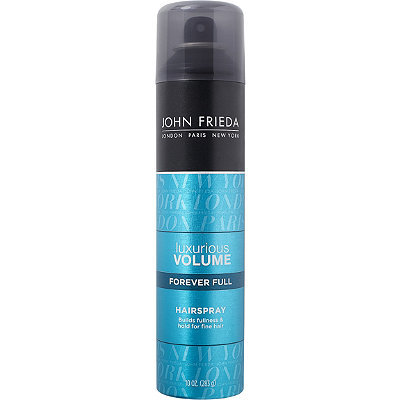 JOHN FRIEDA
LONDON PARIS NEW YORK
luxurious
VOLUME
FOREVER FULL
HAIRSPRAY
Builds fullness &
hold for fine hair
10 OZ. (283g)